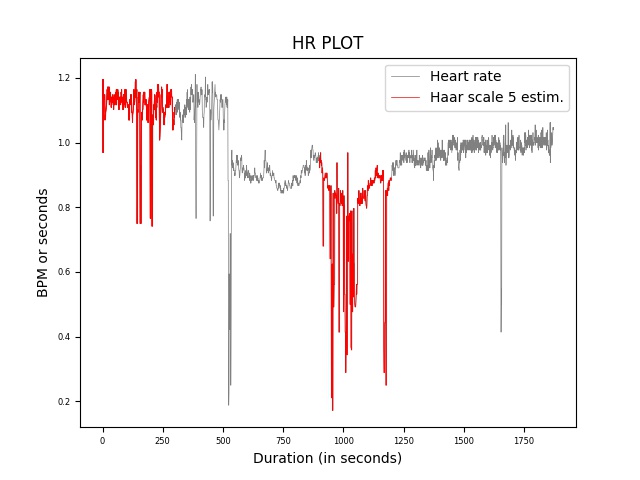 HR PLOT
Heart rate
Haar scale 5 estim.
1.2
1.0
0.8
0.6
0.4
0.2
BPM or seconds
0 250 500 750 1000 1250 1500 1750
Duration (in seconds)